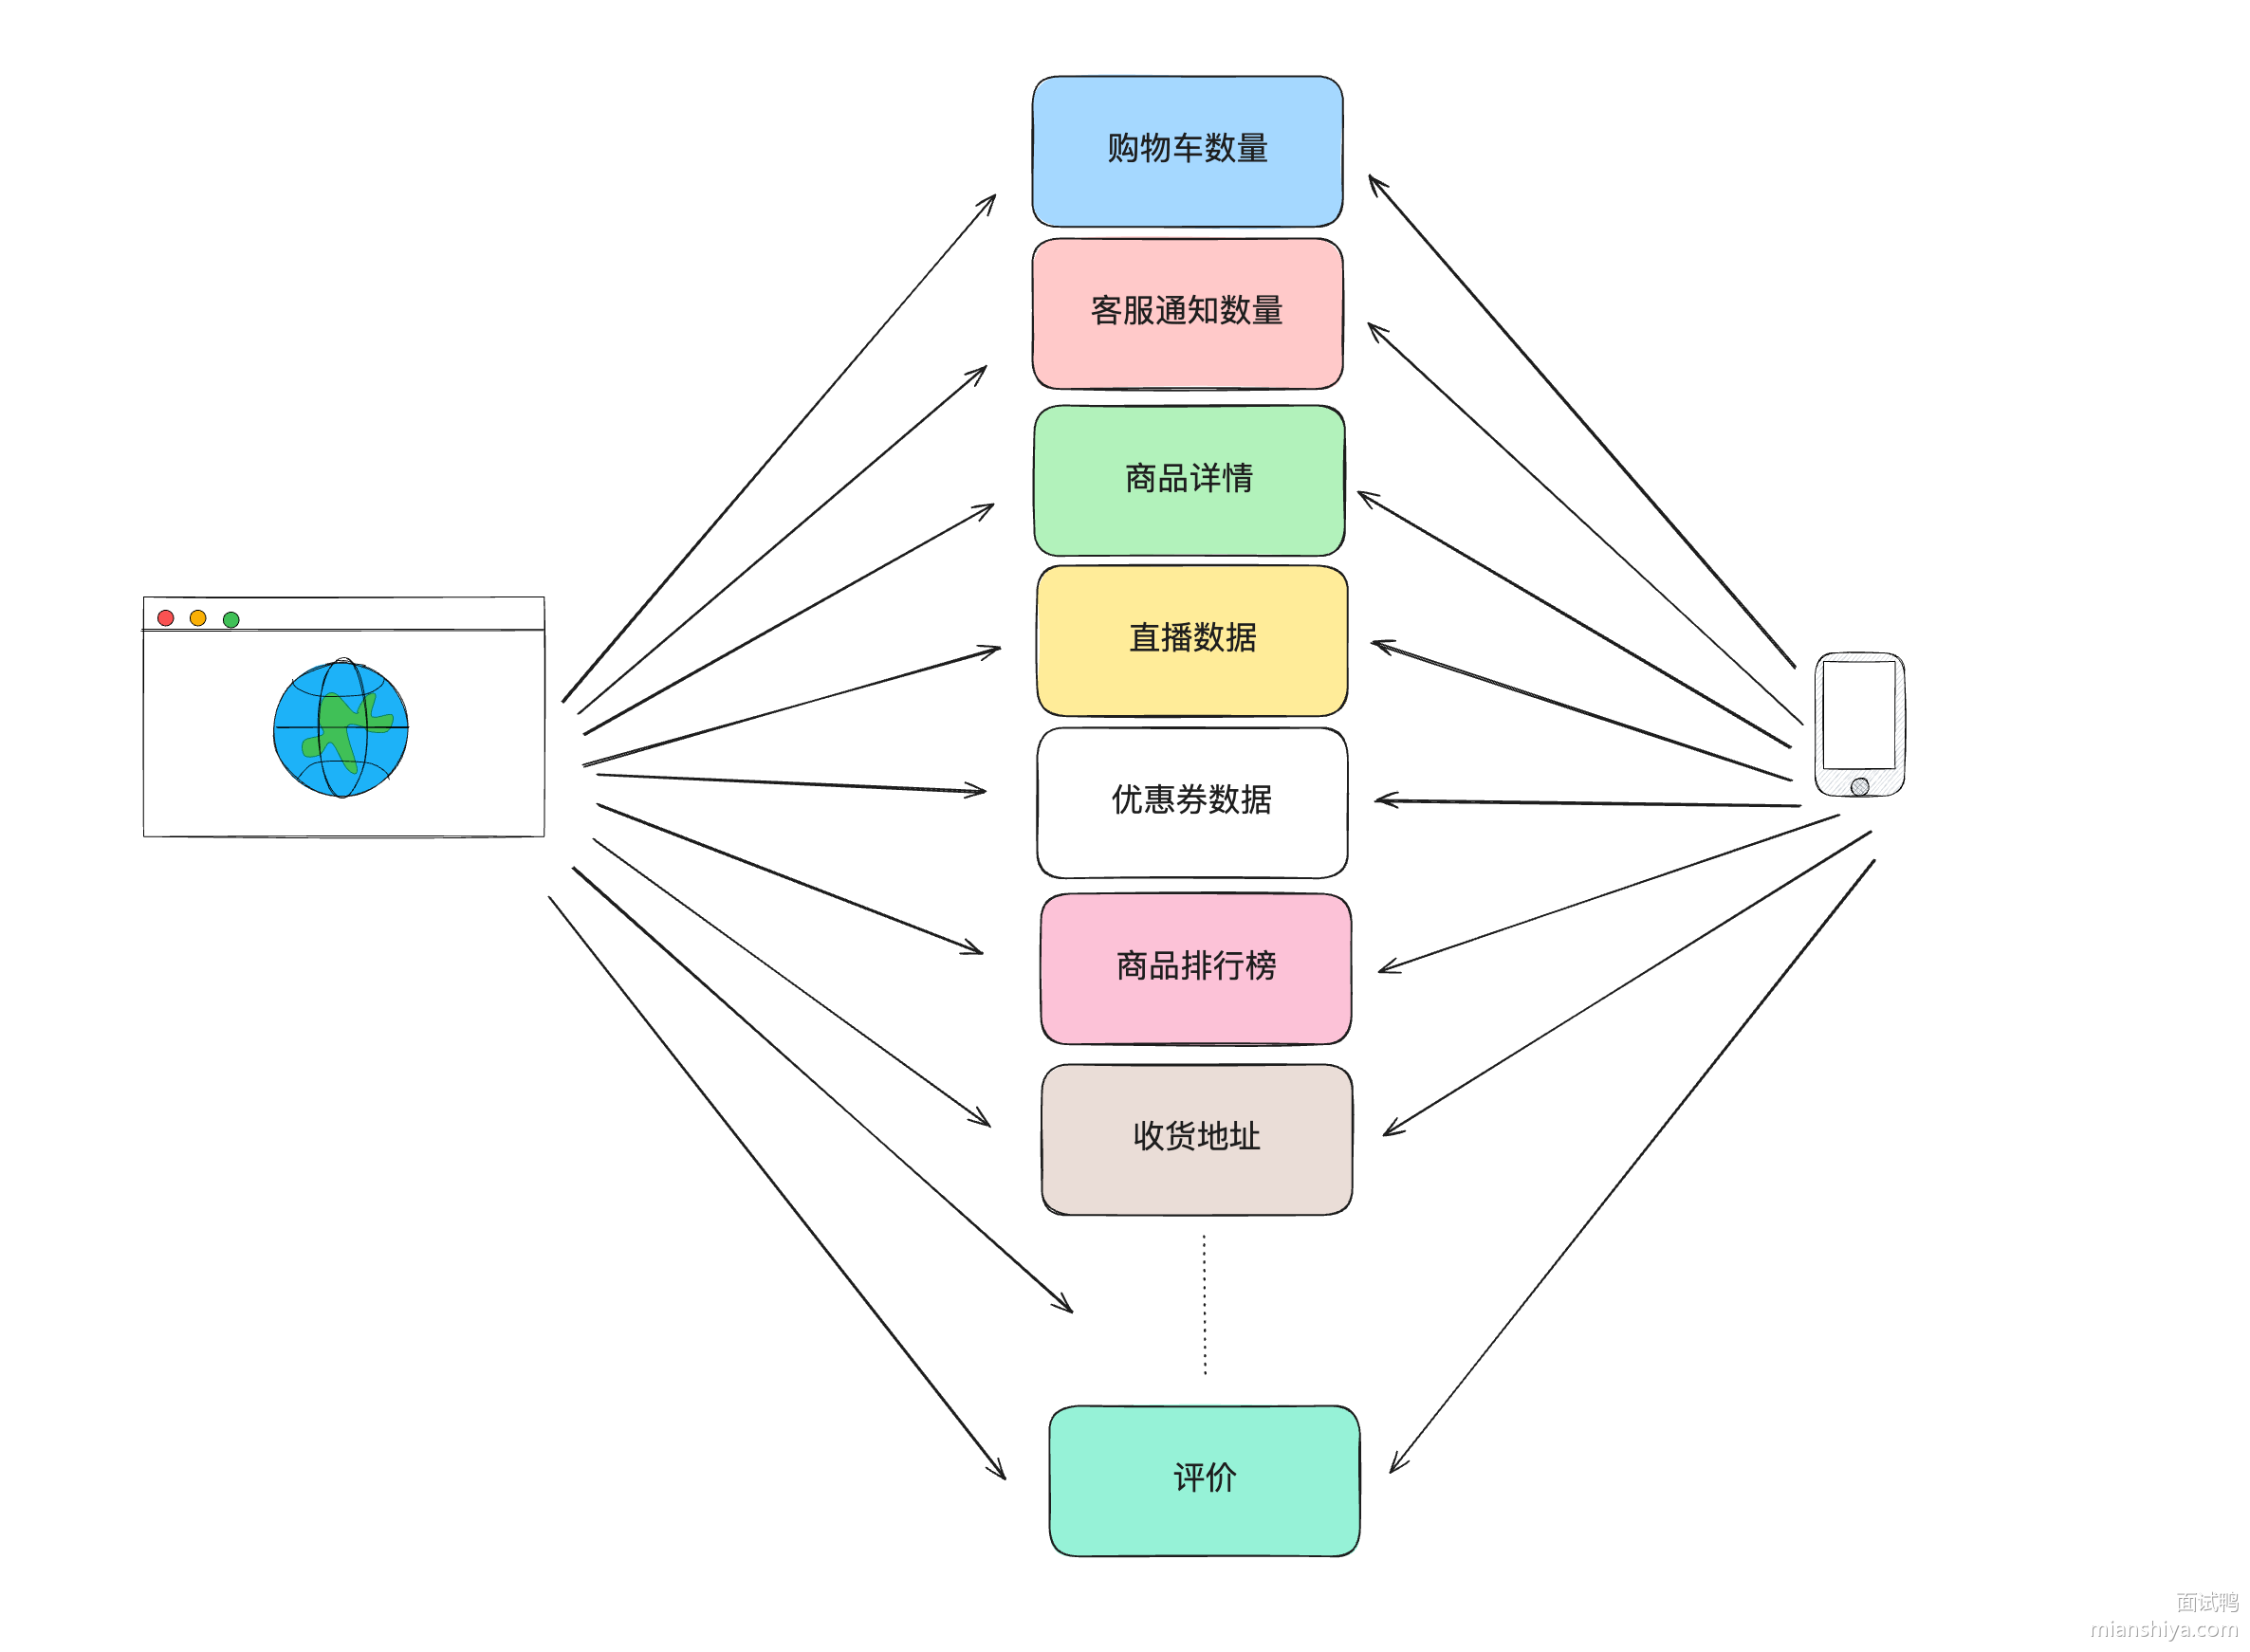 购物车数量
客服通知数量
商品详情
直播数据
优惠券数据
商品排行榜
收货地址
评价
面试鸭
mianshiya.com